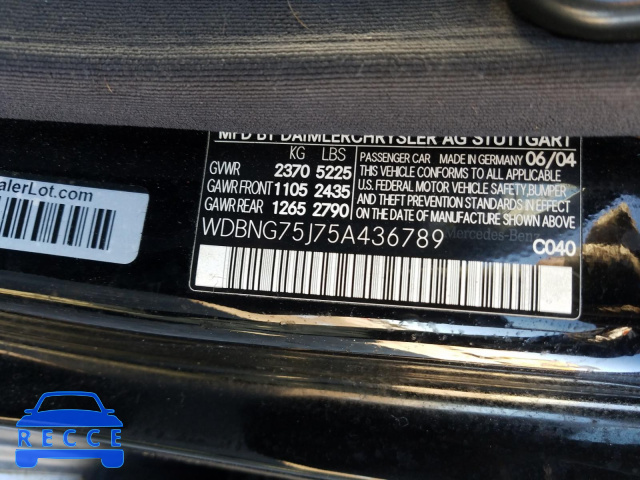 MFD BY DAIMLERCHRYSLER AG STUTTGART
KG LBS
GVWR 2370 5225
GAWR FRONT 1105 2435
GAWR REAR 1265 2790
PASSENGER CAR MADE IN GERMANY 06/04
THIS VEHICLE CONFORMS TO ALL APPLICABLE
U.S. FEDERAL MOTOR VEHICLE SAFETY, BUMPER
AND THEFT PREVENTION STANDARDS IN EFFECT
ON THE DATE OF MANUFACTURE SHOWN ABOVE
WDBNG75J75A436789 Mercedes-Benz C040
alerLot.com
RECCE